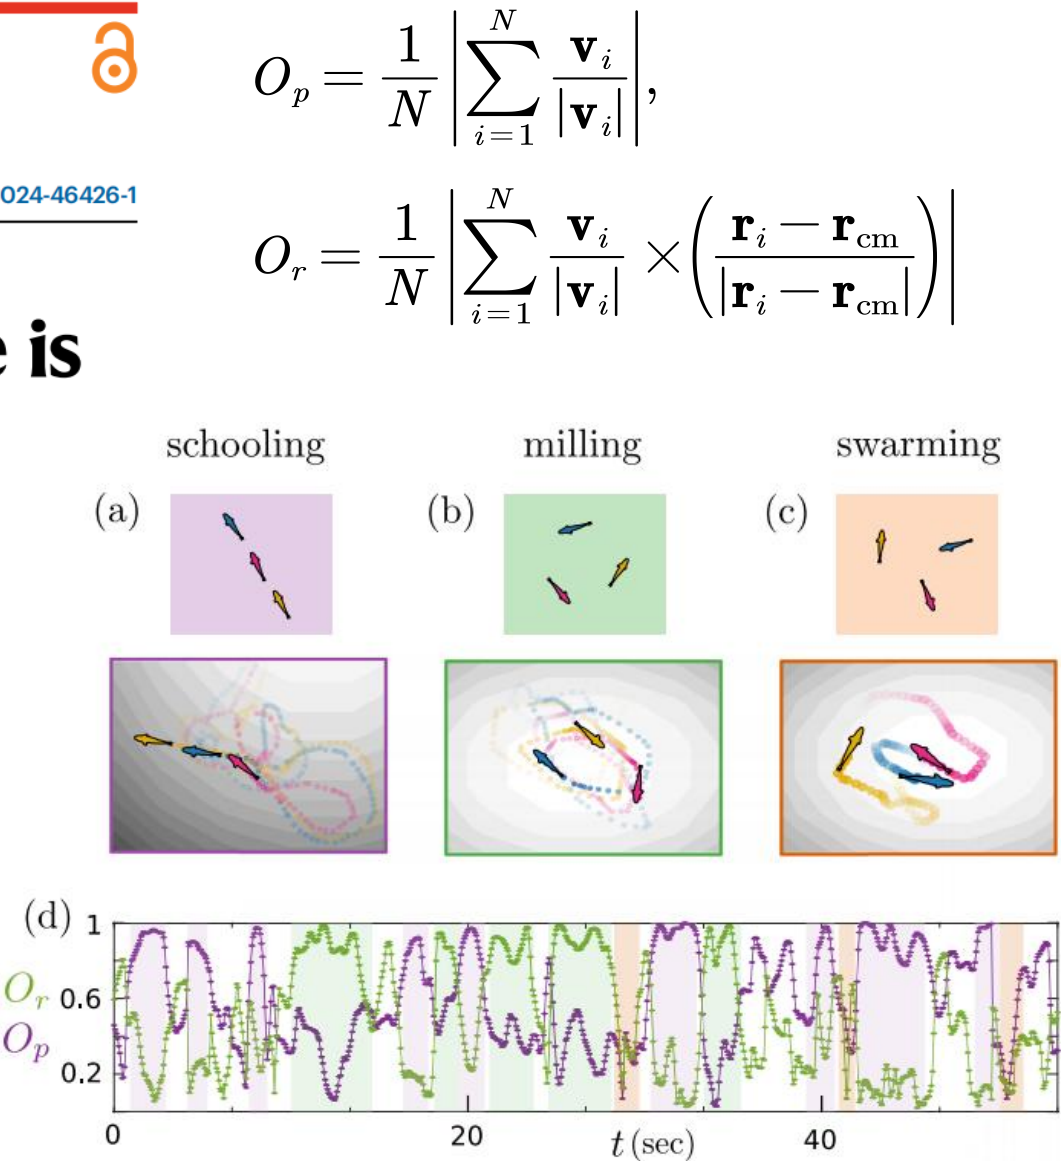 O_p = \frac{1}{N} \left| \sum_{i=1}^{N} \frac{\mathbf{v}_i}{|\mathbf{v}_i|} \right|,
024-46426-1
O_r = \frac{1}{N} \left| \sum_{i=1}^{N} \frac{\mathbf{v}_i}{|\mathbf{v}_i|} \times \left( \frac{\mathbf{r}_i - \mathbf{r}_{\mathrm{cm}}}{|\mathbf{r}_i - \mathbf{r}_{\mathrm{cm}}|} \right) \right|
e is
schooling milling swarming
(a) (b) (c)
(d)
1
O_r 0.6
O_p
0.2
0 20 40
t (sec)